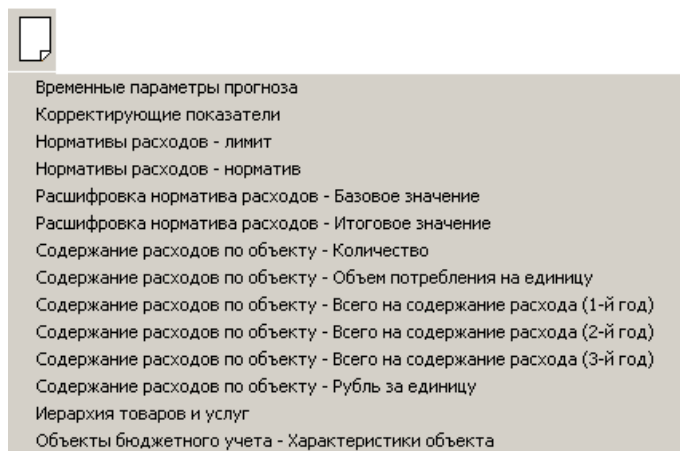 Временные параметры прогноза
Корректирующие показатели
Нормативы расходов - лимит
Нормативы расходов - норматив
Расшифровка норматива расходов - Базовое значение
Расшифровка норматива расходов - Итоговое значение
Содержание расходов по объекту - Количество
Содержание расходов по объекту - Объем потребления на единицу
Содержание расходов по объекту - Всего на содержание расхода (1-й год)
Содержание расходов по объекту - Всего на содержание расхода (2-й год)
Содержание расходов по объекту - Всего на содержание расхода (3-й год)
Содержание расходов по объекту - Рубль за единицу
Иерархия товаров и услуг
Объекты бюджетного учета - Характеристики объекта